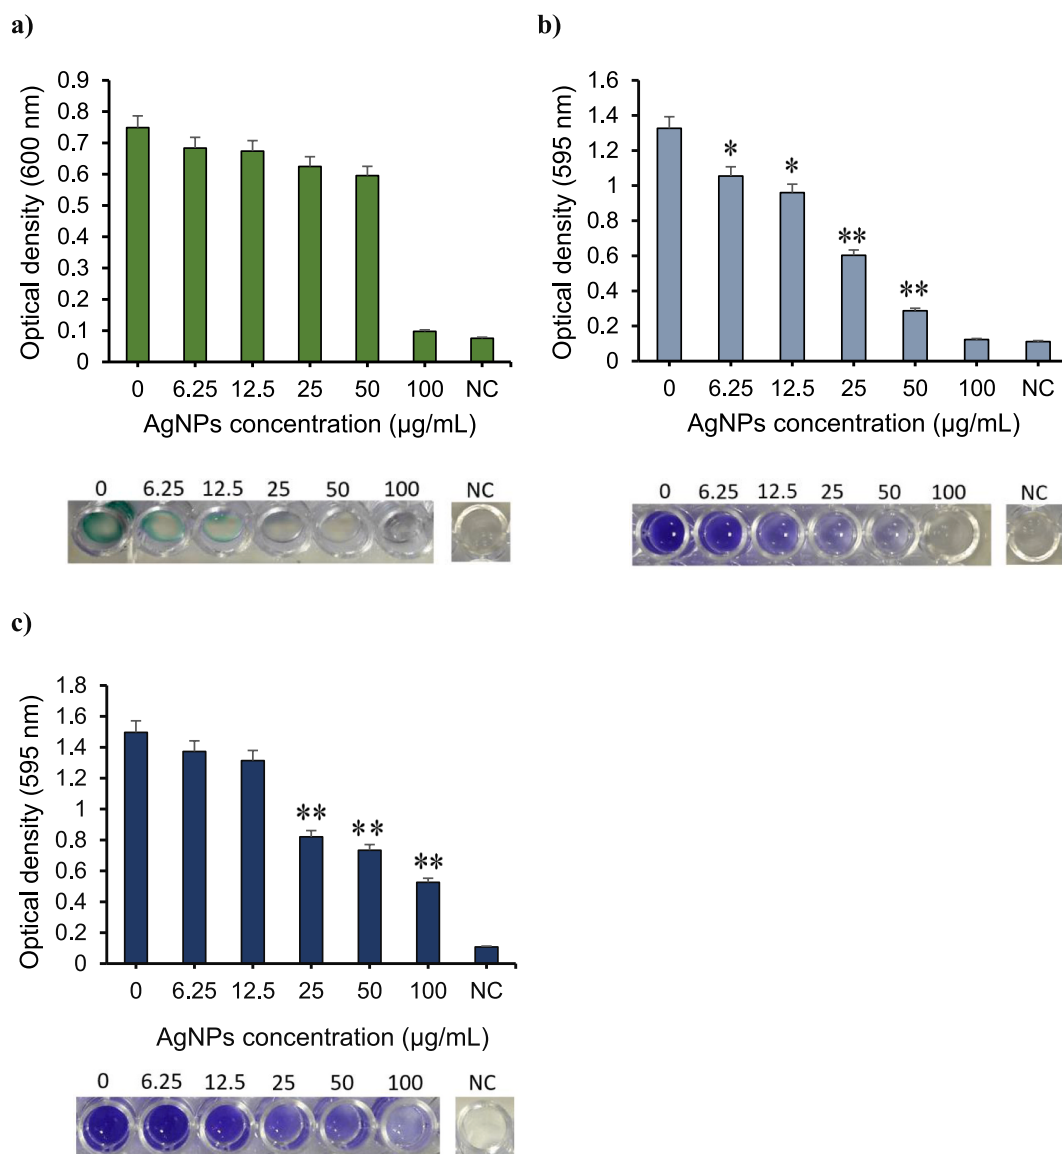 a)
Optical density (600 nm)
0.9
0.8
0.7
0.6
0.5
0.4
0.3
0.2
0.1
0
0 6.25 12.5 25 50 100 NC
AgNPs concentration (µg/mL)
0 6.25 12.5 25 50 100 NC
b)
Optical density (595 nm)
1.6
1.4
1.2
1
0.8
0.6
0.4
0.2
0
* * ** **
0 6.25 12.5 25 50 100 NC
AgNPs concentration (µg/mL)
0 6.25 12.5 25 50 100 NC
c)
Optical density (595 nm)
1.8
1.6
1.4
1.2
1
0.8
0.6
0.4
0.2
0
** ** **
0 6.25 12.5 25 50 100 NC
AgNPs concentration (µg/mL)
0 6.25 12.5 25 50 100 NC